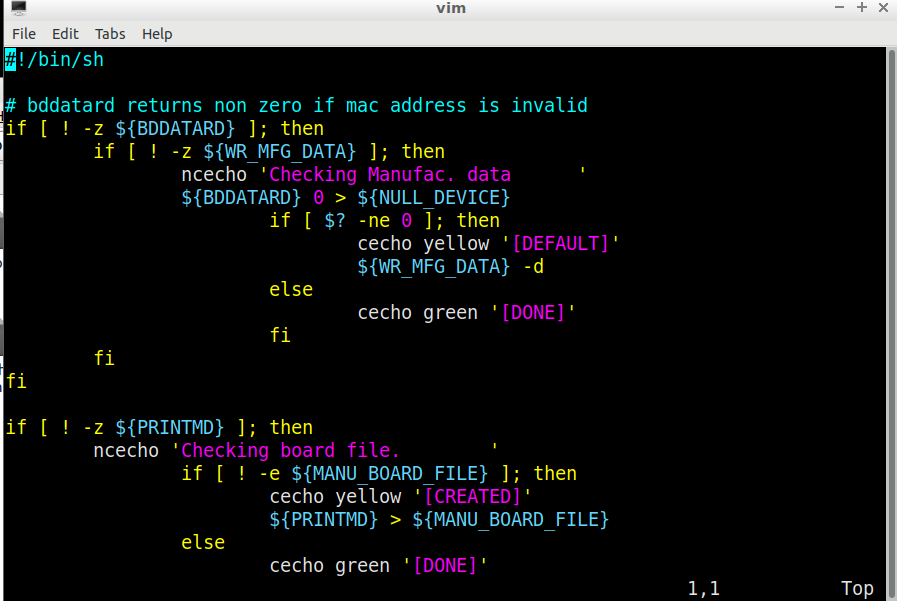 vim
File Edit Tabs Help
#!/bin/sh
# bddatard returns non zero if mac address is invalid
if [ ! -z ${BDDATARD} ]; then
        if [ ! -z ${WR_MFG_DATA} ]; then
                ncecho 'Checking Manufac. data      '
                ${BDDATARD} 0 > ${NULL_DEVICE}
                        if [ $? -ne 0 ]; then
                                cecho yellow '[DEFAULT]'
                                ${WR_MFG_DATA} -d
                        else
                                cecho green '[DONE]'
                        fi
        fi
fi
if [ ! -z ${PRINTMD} ]; then
        ncecho 'Checking board file.        '
                if [ ! -e ${MANU_BOARD_FILE} ]; then
                        cecho yellow '[CREATED]'
                        ${PRINTMD} > ${MANU_BOARD_FILE}
                else
                        cecho green '[DONE]'
1,1 Top